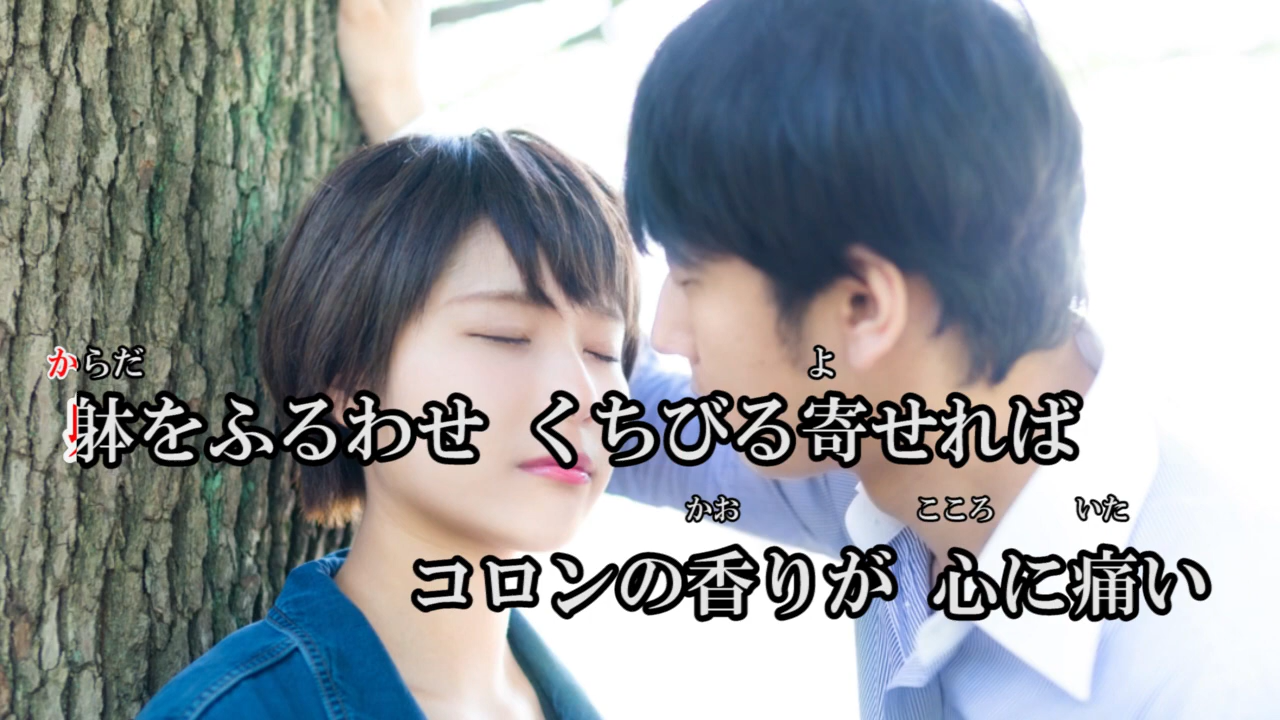 からだ よ
躰をふるわせ くちびる寄せれば
かお こころ いた
コロンの香りが 心に痛い